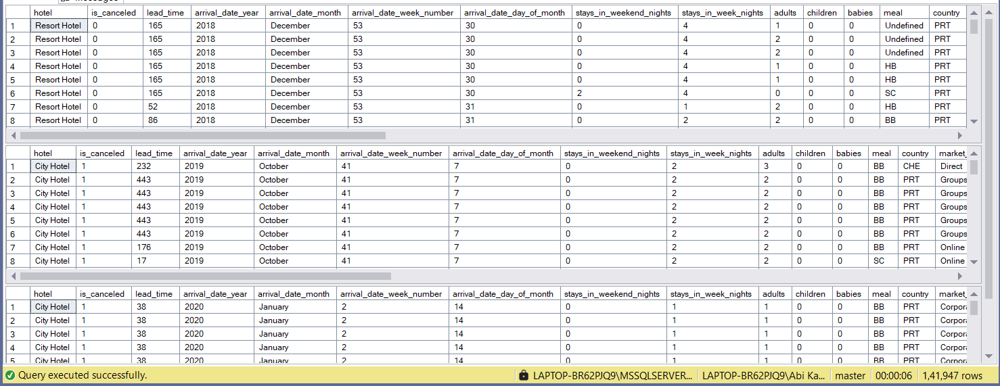 hotel is_canceled lead_time arrival_date_year arrival_date_month arrival_date_week_number arrival_date_day_of_month stays_in_weekend_nights stays_in_week_nights adults children babies meal country
1 Resort Hotel 0 165 2018 December 53 30 0 4 1 0 0 Undefined PRT
2 Resort Hotel 0 165 2018 December 53 30 0 4 2 0 0 Undefined PRT
3 Resort Hotel 0 165 2018 December 53 30 0 4 2 0 0 Undefined PRT
4 Resort Hotel 0 165 2018 December 53 30 0 4 1 0 0 HB PRT
5 Resort Hotel 0 165 2018 December 53 30 0 4 1 0 0 HB PRT
6 Resort Hotel 0 165 2018 December 53 30 2 4 0 0 0 SC PRT
7 Resort Hotel 0 52 2018 December 53 31 0 1 2 0 0 HB PRT
8 Resort Hotel 0 86 2018 December 53 31 0 2 2 0 0 BB PRT
hotel is_canceled lead_time arrival_date_year arrival_date_month arrival_date_week_number arrival_date_day_of_month stays_in_weekend_nights stays_in_week_nights adults children babies meal country market_
1 City Hotel 1 232 2019 October 41 7 0 2 3 0 0 BB CHE Direct
2 City Hotel 1 443 2019 October 41 7 0 2 2 0 0 BB PRT Groups
3 City Hotel 1 443 2019 October 41 7 0 2 2 0 0 BB PRT Groups
4 City Hotel 1 443 2019 October 41 7 0 2 2 0 0 BB PRT Groups
5 City Hotel 1 443 2019 October 41 7 0 2 2 0 0 BB PRT Groups
6 City Hotel 1 443 2019 October 41 7 0 2 2 0 0 BB PRT Groups
7 City Hotel 1 176 2019 October 41 7 0 2 2 0 0 BB PRT Online
8 City Hotel 1 17 2019 October 41 7 0 2 2 0 0 SC PRT Online
hotel is_canceled lead_time arrival_date_year arrival_date_month arrival_date_week_number arrival_date_day_of_month stays_in_weekend_nights stays_in_week_nights adults children babies meal country market_
1 City Hotel 1 38 2020 January 2 14 0 1 1 0 0 BB PRT Corpora
2 City Hotel 1 38 2020 January 2 14 0 1 1 0 0 BB PRT Corpora
3 City Hotel 1 38 2020 January 2 14 0 1 1 0 0 BB PRT Corpora
4 City Hotel 1 38 2020 January 2 14 0 1 1 0 0 BB PRT Corpora
5 City Hotel 1 38 2020 January 2 14 0 1 1 0 0 BB PRT Corpora
Query executed successfully. LAPTOP-BR62PJQ9\MSSQLSERVER... LAPTOP-BR62PJQ9\Abi Ka... master 00:00:06 1,41,947 rows